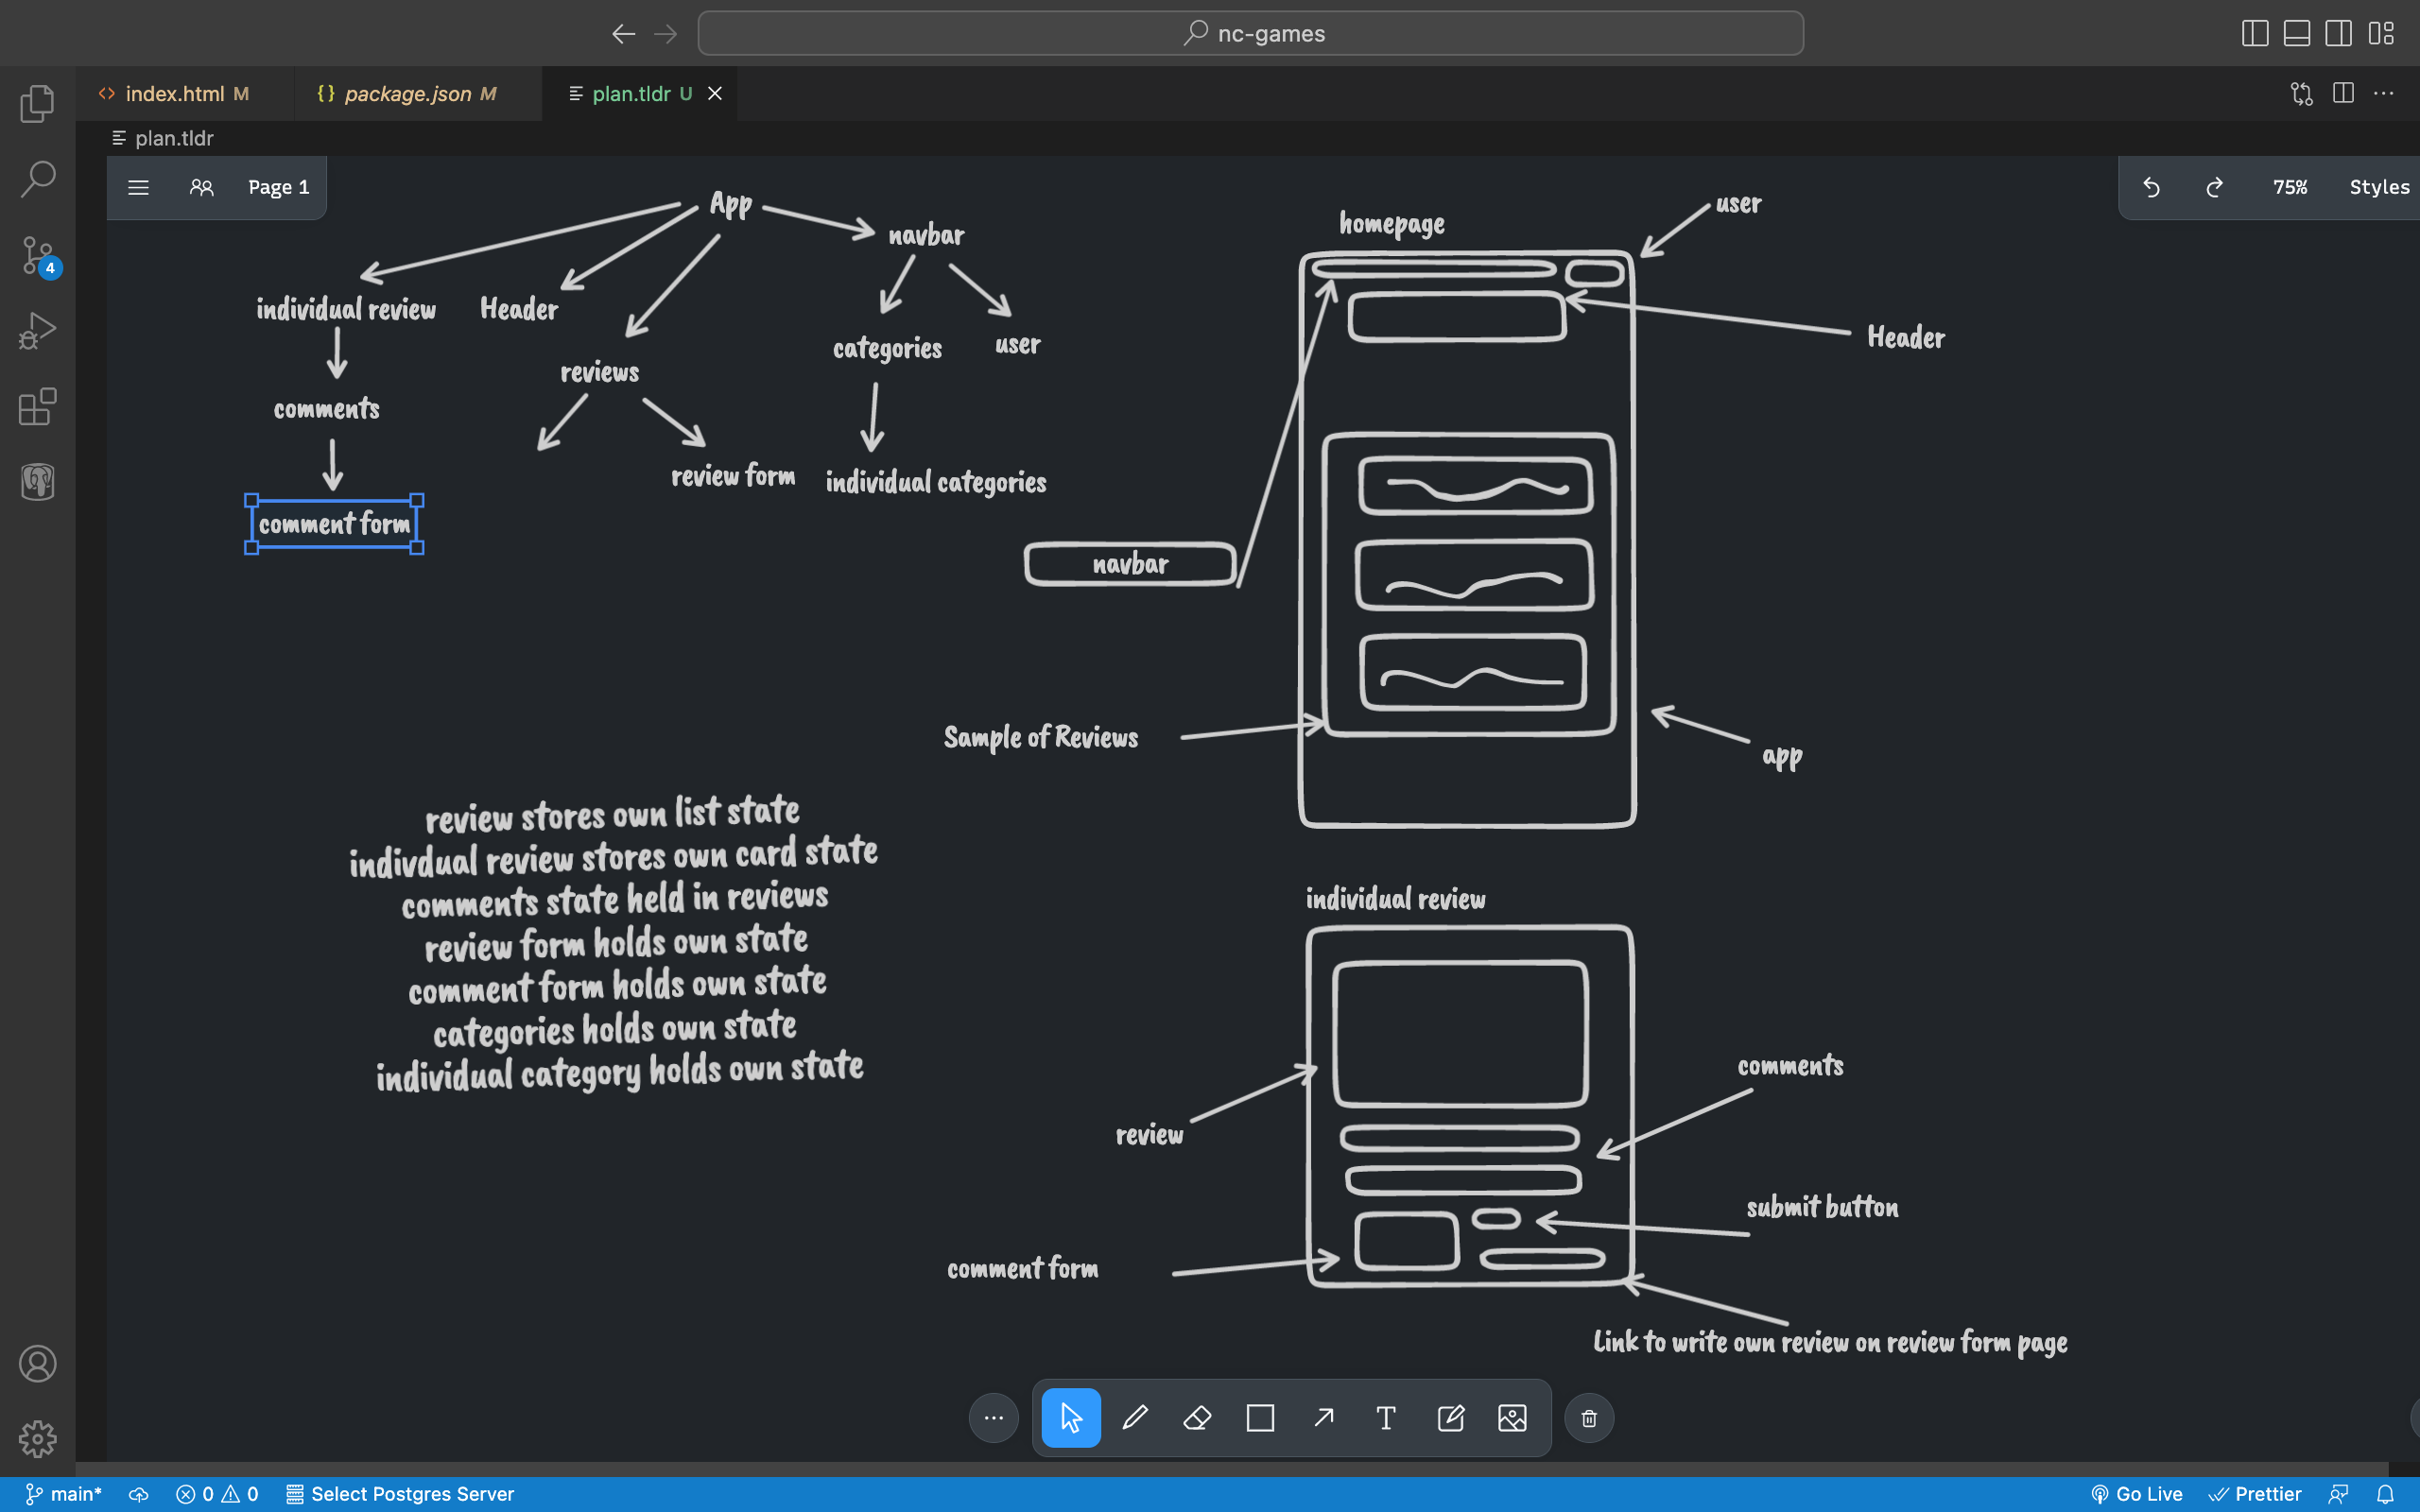 nc-games
index.html M
package.json M
plan.tldr U
plan.tldr
Page 1
75%
Styles
4
App
navbar
individual review
Header
categories
user
reviews
comments
review form
individual categories
comment form
homepage
user
Header
navbar
Sample of Reviews
app
review stores own list state
indivdual review stores own card state
comments state held in reviews
review form holds own state
comment form holds own state
categories holds own state
individual category holds own state
individual review
comments
review
submit button
comment form
Link to write own review on review form page
T
main*
0
0
Select Postgres Server
Go Live
Prettier